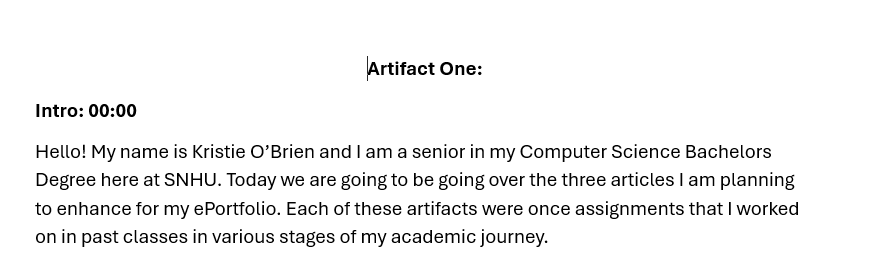 Artifact One:
Intro: 00:00
Hello! My name is Kristie O’Brien and I am a senior in my Computer Science Bachelors
Degree here at SNHU. Today we are going to be going over the three articles I am planning
to enhance for my ePortfolio. Each of these artifacts were once assignments that I worked
on in past classes in various stages of my academic journey.